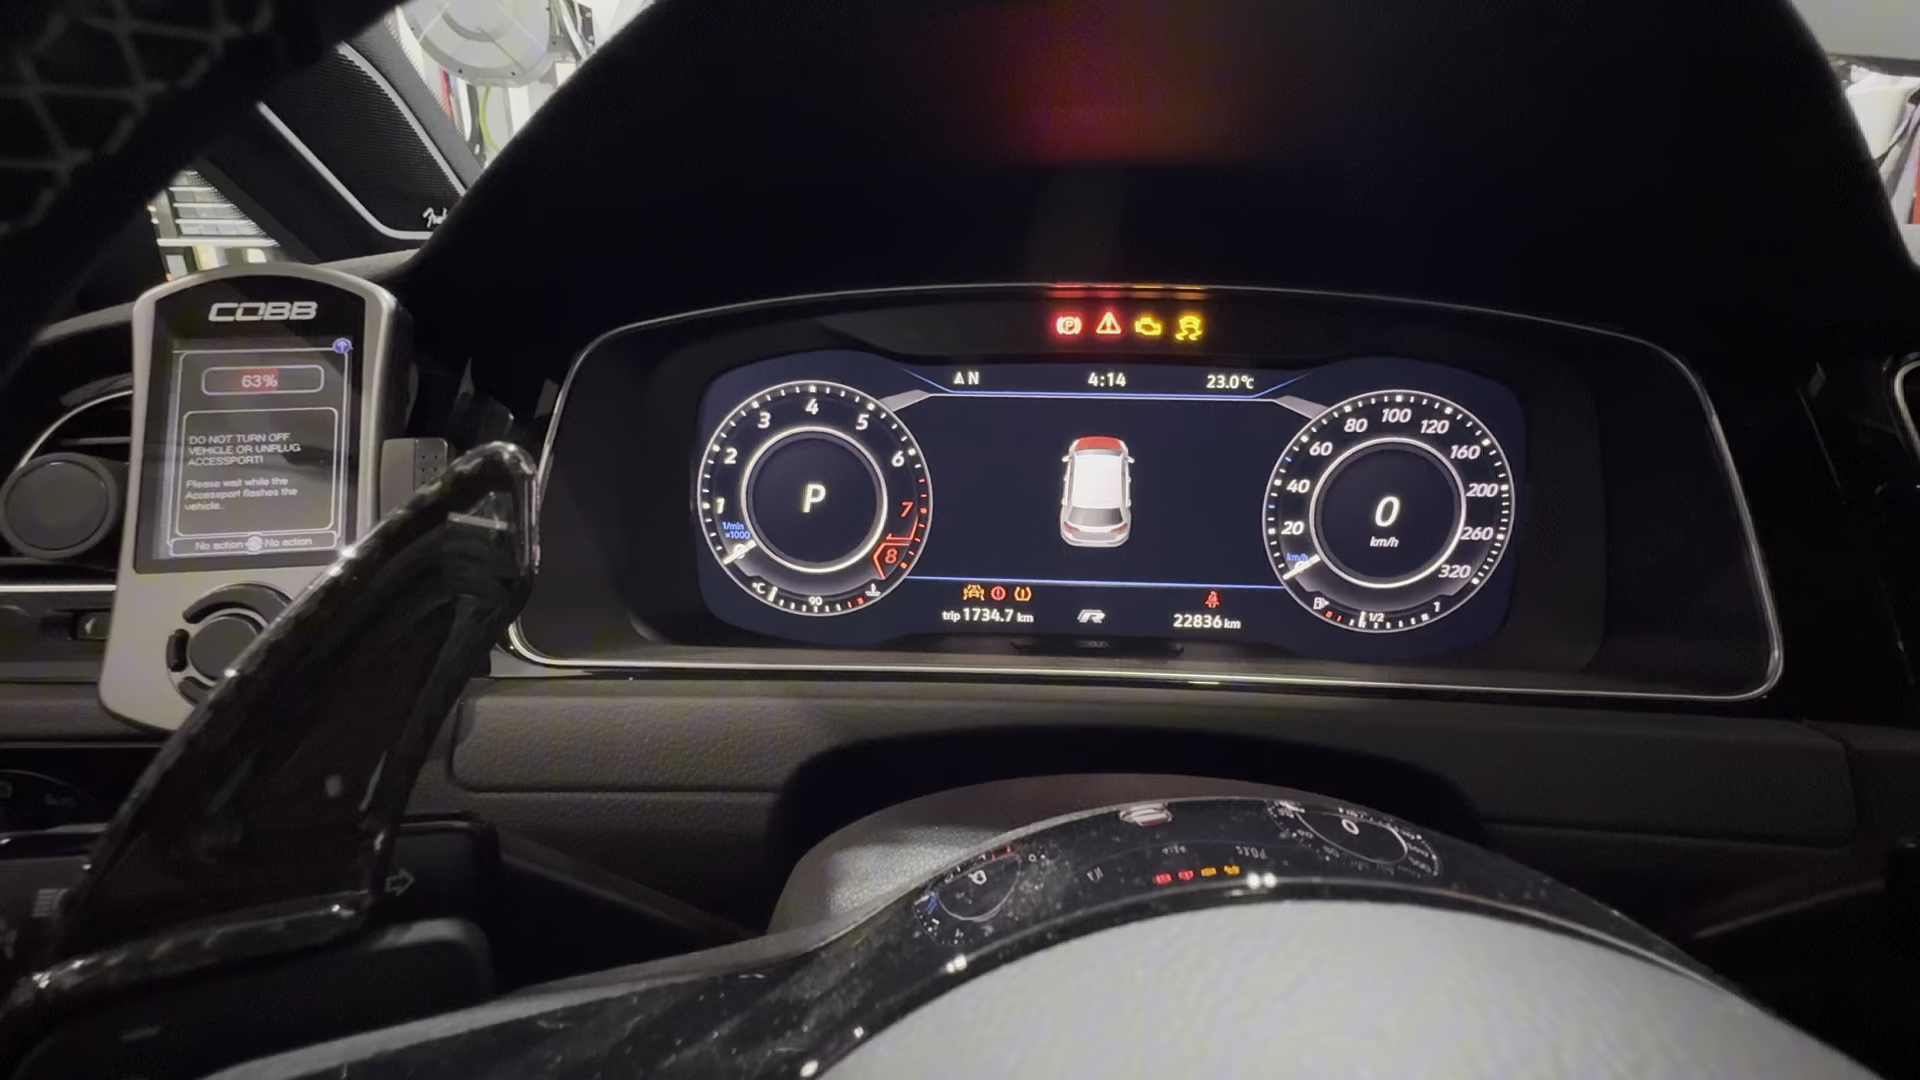 COBB
63%
DO NOT TURN OFF
VEHICLE OR UNPLUG
ACCESSPORT!
Please wait while the
Accessport flashes the
vehicle.
No action No action
N 4:14 23.0°C
1 2 3 4 5 6 7 8
1/min
x1000
P
°C 90
20 40 60 80 100 120 160 200 260 320
0
km/h
km/h
0 1/2 1
trip 1734.7 km R 22836 km